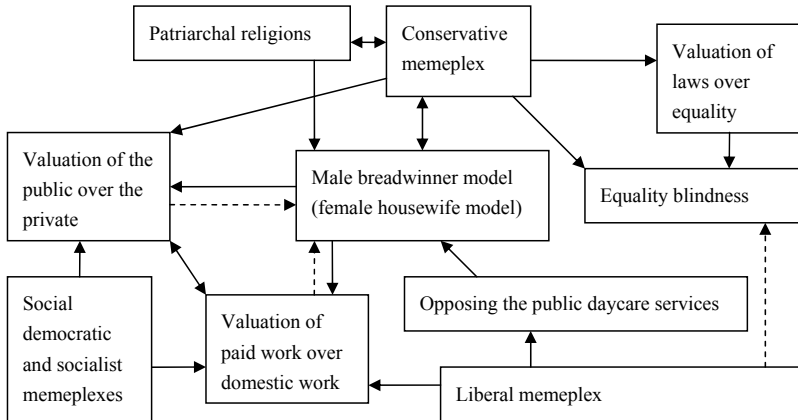 Patriarchal religions
Conservative
memeplex
Valuation of
laws over
equality
Valuation of the
public over the
private
Male breadwinner model
(female housewife model)
Equality blindness
Social
democratic
and socialist
memeplexes
Valuation of
paid work over
domestic work
Opposing the public daycare services
Liberal memeplex